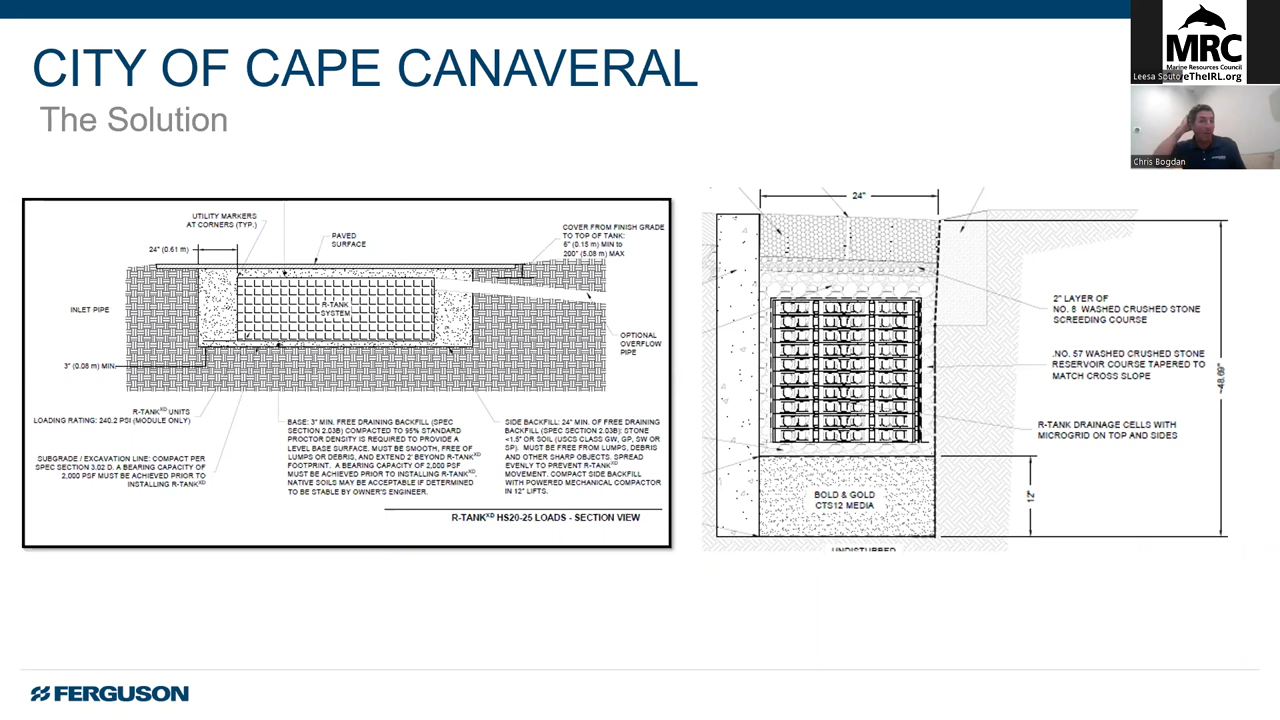 CITY OF CAPE CANAVERAL
The Solution
MRC
Marine Resources Council
Leesa Souto
reTheIRL.org
Chris Bogdan
UTILITY MARKERS
AT CORNERS (TYP.)
24" (0.61 m)
PAVED
SURFACE
COVER FROM FINISH GRADE
TO TOP OF TANK:
6" (0.15 m) MIN to
200" (5.08 m) MAX
INLET PIPE
R-TANK
SYSTEM
OPTIONAL
OVERFLOW
PIPE
3" (0.08 m) MIN.
R-TANKXD UNITS
LOADING RATING: 240.2 PSI (MODULE ONLY)
SUBGRADE / EXCAVATION LINE: COMPACT PER
SPEC SECTION 3.02 D. A BEARING CAPACITY OF
2,000 PSF MUST BE ACHIEVED PRIOR TO
INSTALLING R-TANKXD
BASE: 3" MIN. FREE DRAINING BACKFILL (SPEC
SECTION 2.03B) COMPACTED TO 95% STANDARD
PROCTOR DENSITY IS REQUIRED TO PROVIDE A
LEVEL BASE SURFACE. MUST BE SMOOTH, FREE OF
LUMPS OR DEBRIS, AND EXTEND 2' BEYOND R-TANKXD
FOOTPRINT. A BEARING CAPACITY OF 2,000 PSF
MUST BE ACHIEVED PRIOR TO INSTALLING R-TANKXD.
NATIVE SOILS MAY BE ACCEPTABLE IF DETERMINED
TO BE STABLE BY OWNER'S ENGINEER.
SIDE BACKFILL: 24" MIN. OF FREE DRAINING
BACKFILL (SPEC SECTION 2.03B): STONE
<1.5" OR SOIL (USCS CLASS GW, GP, SW OR
SP). MUST BE FREE FROM LUMPS, DEBRIS
AND OTHER SHARP OBJECTS. SPREAD
EVENLY TO PREVENT R-TANKXD
MOVEMENT. COMPACT SIDE BACKFILL
WITH POWERED MECHANICAL COMPACTOR
IN 12" LIFTS.
R-TANKXD HS20-25 LOADS - SECTION VIEW
24"
2" LAYER OF
NO. 8 WASHED CRUSHED STONE
SCREEDING COURSE
.NO. 57 WASHED CRUSHED STONE
RESERVOIR COURSE TAPERED TO
MATCH CROSS SLOPE
~48.69"
R-TANK DRAINAGE CELLS WITH
MICROGRID ON TOP AND SIDES
12"
BOLD & GOLD
CTS12 MEDIA
UNDISTURBED
FERGUSON